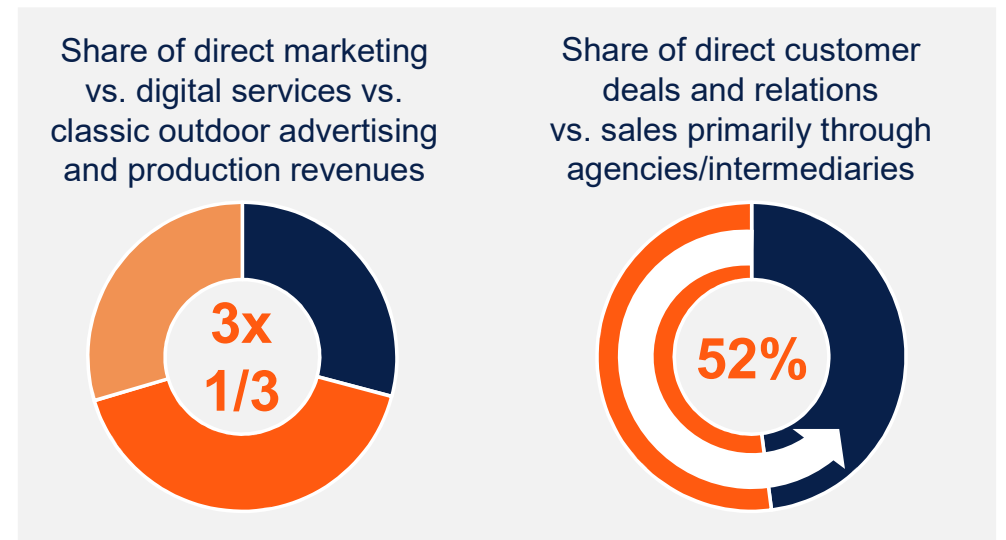 Share of direct marketing
vs. digital services vs.
classic outdoor advertising
and production revenues
3x
1/3
Share of direct customer
deals and relations
vs. sales primarily through
agencies/intermediaries
52%